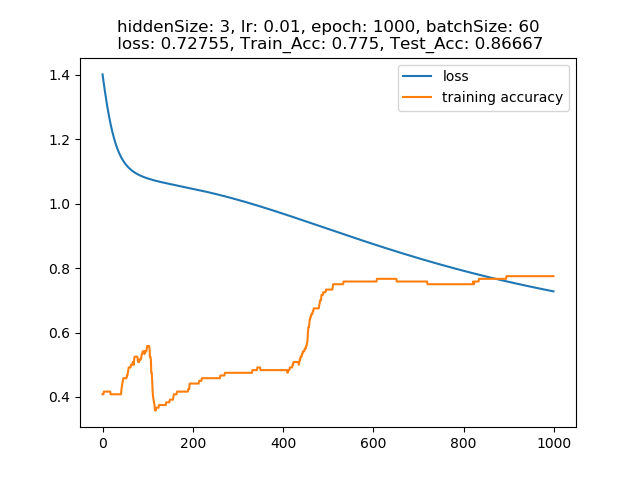 hiddenSize: 3, lr: 0.01, epoch: 1000, batchSize: 60
loss: 0.72755, Train_Acc: 0.775, Test_Acc: 0.86667
loss
training accuracy
1.4
1.2
1.0
0.8
0.6
0.4
0 200 400 600 800 1000